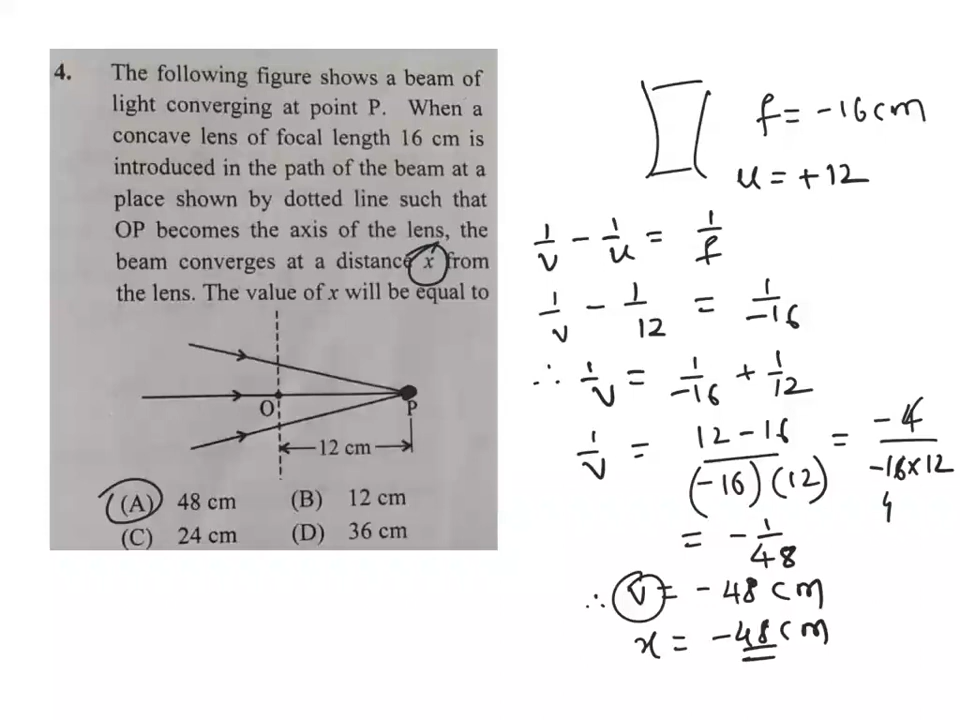 4. The following figure shows a beam of
light converging at point P. When a
concave lens of focal length 16 cm is
introduced in the path of the beam at a
place shown by dotted line such that
OP becomes the axis of the lens, the
beam converges at a distance x from
the lens. The value of x will be equal to
O
P
12 cm
(A) 48 cm (B) 12 cm
(C) 24 cm (D) 36 cm
f = -16 cm
u = +12
1/v - 1/u = 1/f
1/v - 1/12 = 1/-16
∴ 1/v = 1/-16 + 1/12
1/v = 12-16/(-16)(12) = -4/-16×12
4
= -1/48
∴ v = -48 cm
x = -48 cm